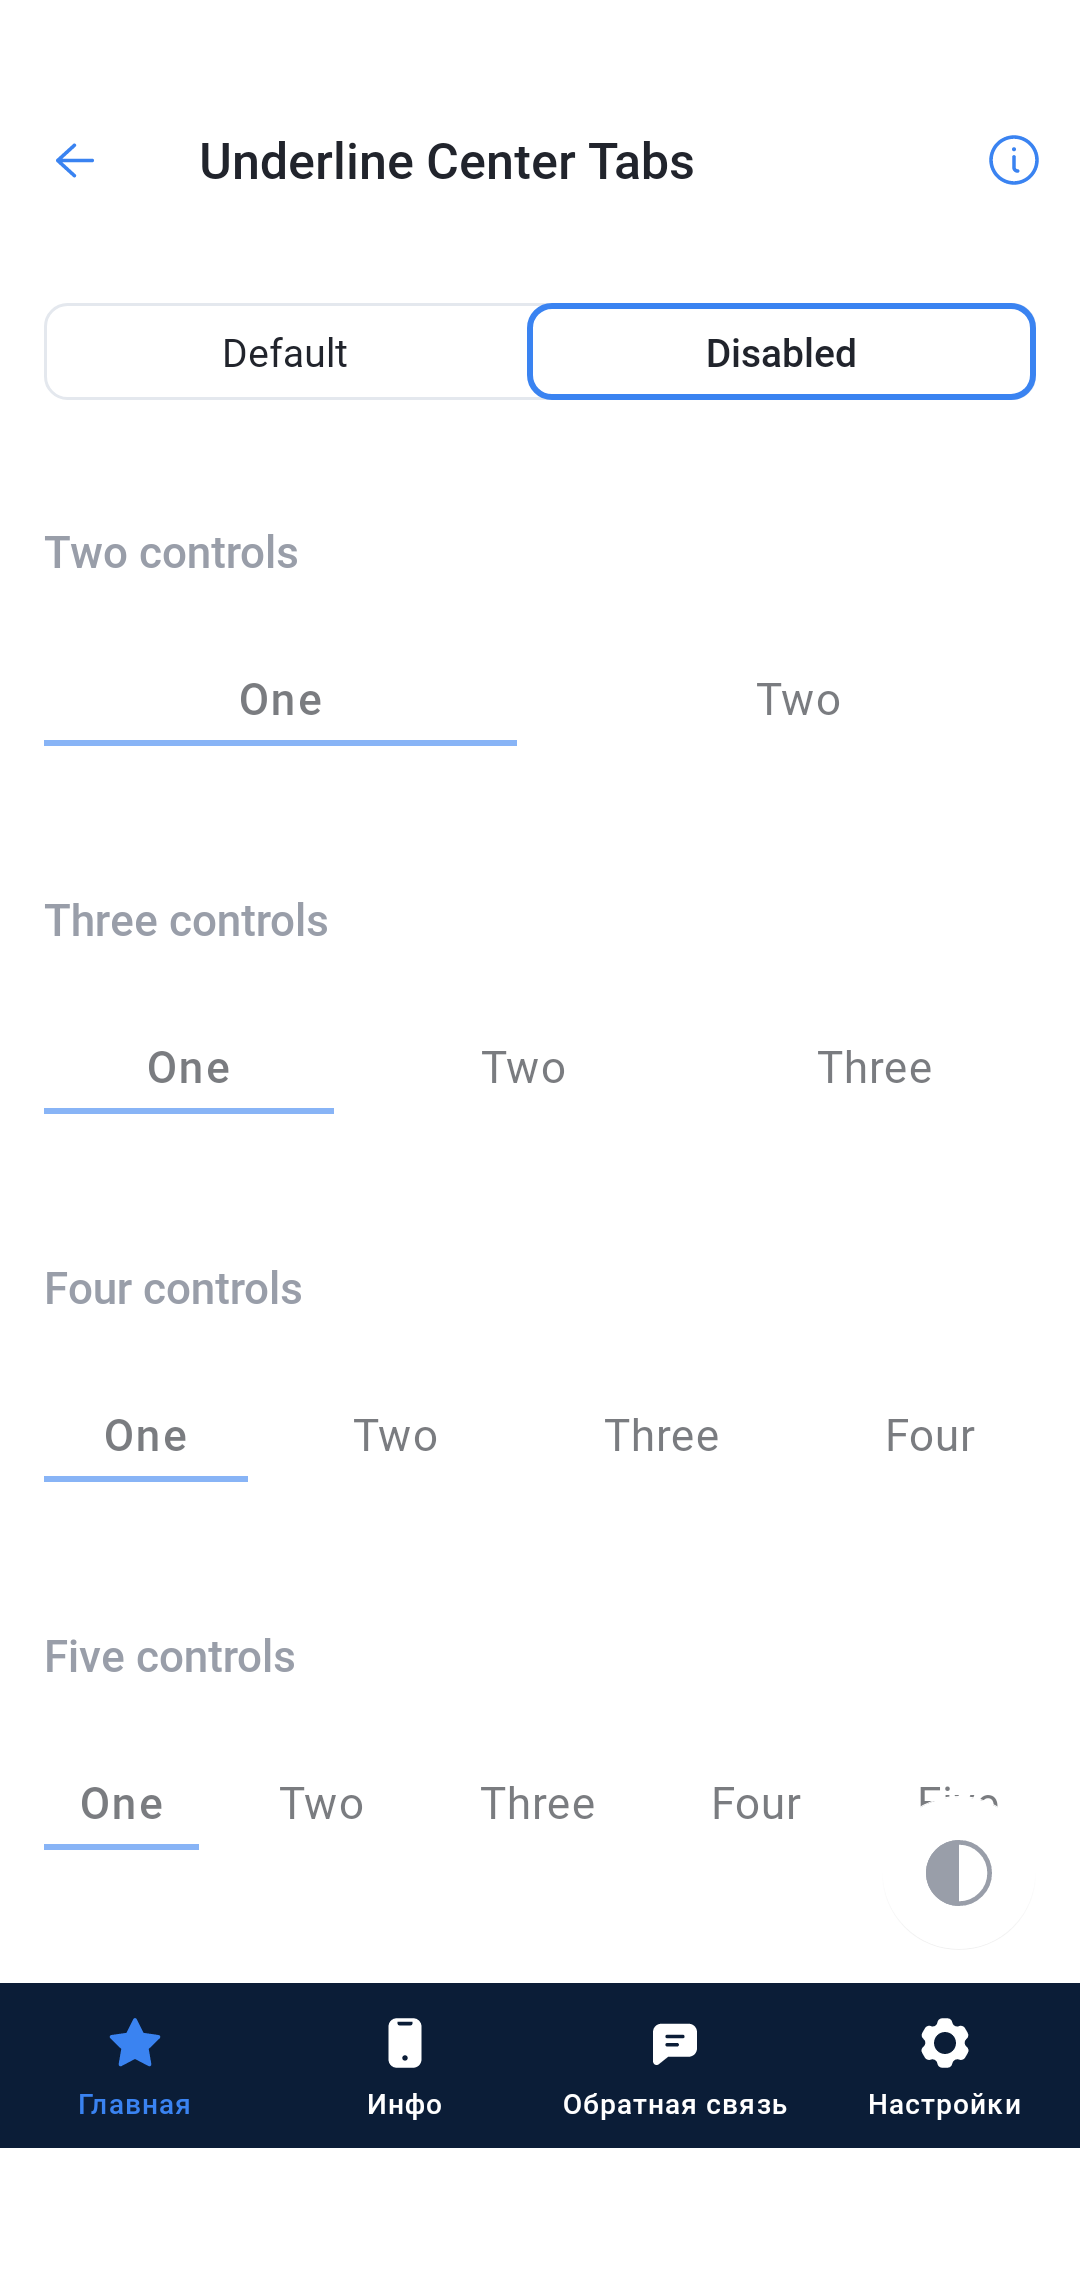 Underline Center Tabs
Default Disabled
Two controls
One Two
Three controls
One Two Three
Four controls
One Two Three Four
Five controls
One Two Three Four
Главная Инфо Обратная связь Настройки